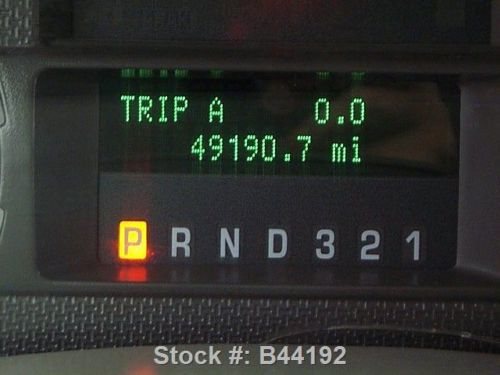 TRIP A 0.0
49190.7 mi
P R N D 3 2 1
Stock #: B44192